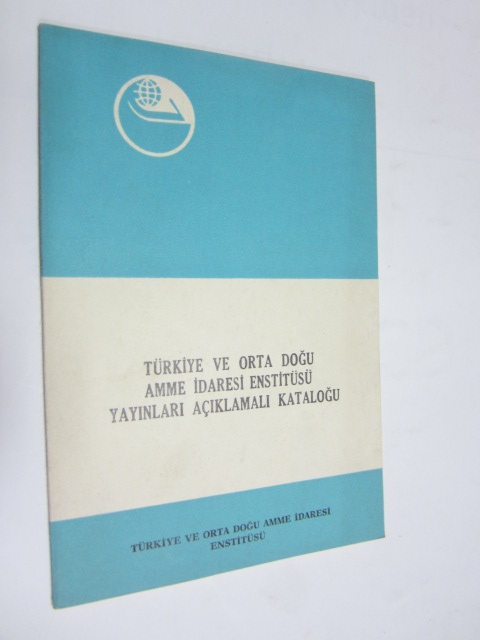 TÜRKİYE VE ORTA DOĞU
AMME İDARESİ ENSTİTÜSÜ
YAYINLARI AÇIKLAMALI KATALOĞU
TÜRKİYE VE ORTA DOĞU AMME İDARESİ
ENSTİTÜSÜ